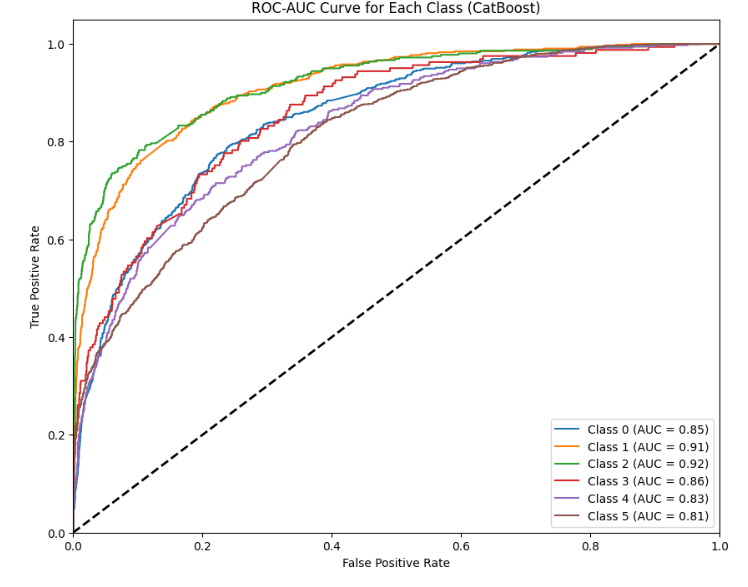 ROC-AUC Curve for Each Class (CatBoost)
1.0
0.8
0.6
0.4
0.2
0.0
True Positive Rate
Class 0 (AUC = 0.85)
Class 1 (AUC = 0.91)
Class 2 (AUC = 0.92)
Class 3 (AUC = 0.86)
Class 4 (AUC = 0.83)
Class 5 (AUC = 0.81)
0.0 0.2 0.4 0.6 0.8 1.0
False Positive Rate